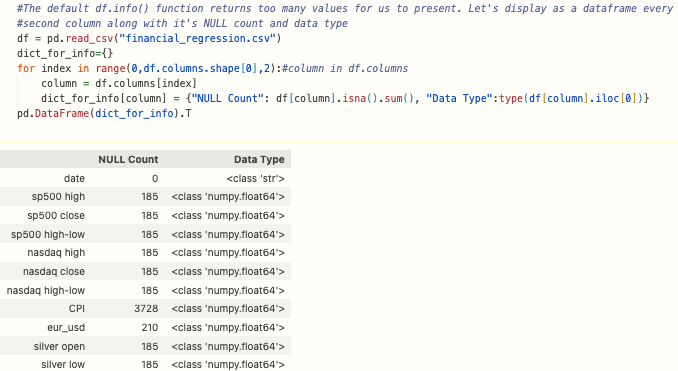 #The default df.info() function returns too many values for us to present. Let's display as a dataframe every
#second column along with it's NULL count and data type
df = pd.read_csv("financial_regression.csv")
dict_for_info={}
for index in range(0,df.columns.shape[0],2):#column in df.columns
    column = df.columns[index]
    dict_for_info[column] = {"NULL Count": df[column].isna().sum(), "Data Type":type(df[column].iloc[0])}
pd.DataFrame(dict_for_info).T
NULL Count Data Type
date 0 <class 'str'>
sp500 high 185 <class 'numpy.float64'>
sp500 close 185 <class 'numpy.float64'>
sp500 high-low 185 <class 'numpy.float64'>
nasdaq high 185 <class 'numpy.float64'>
nasdaq close 185 <class 'numpy.float64'>
nasdaq high-low 185 <class 'numpy.float64'>
CPI 3728 <class 'numpy.float64'>
eur_usd 210 <class 'numpy.float64'>
silver open 185 <class 'numpy.float64'>
silver low 185 <class 'numpy.float64'>